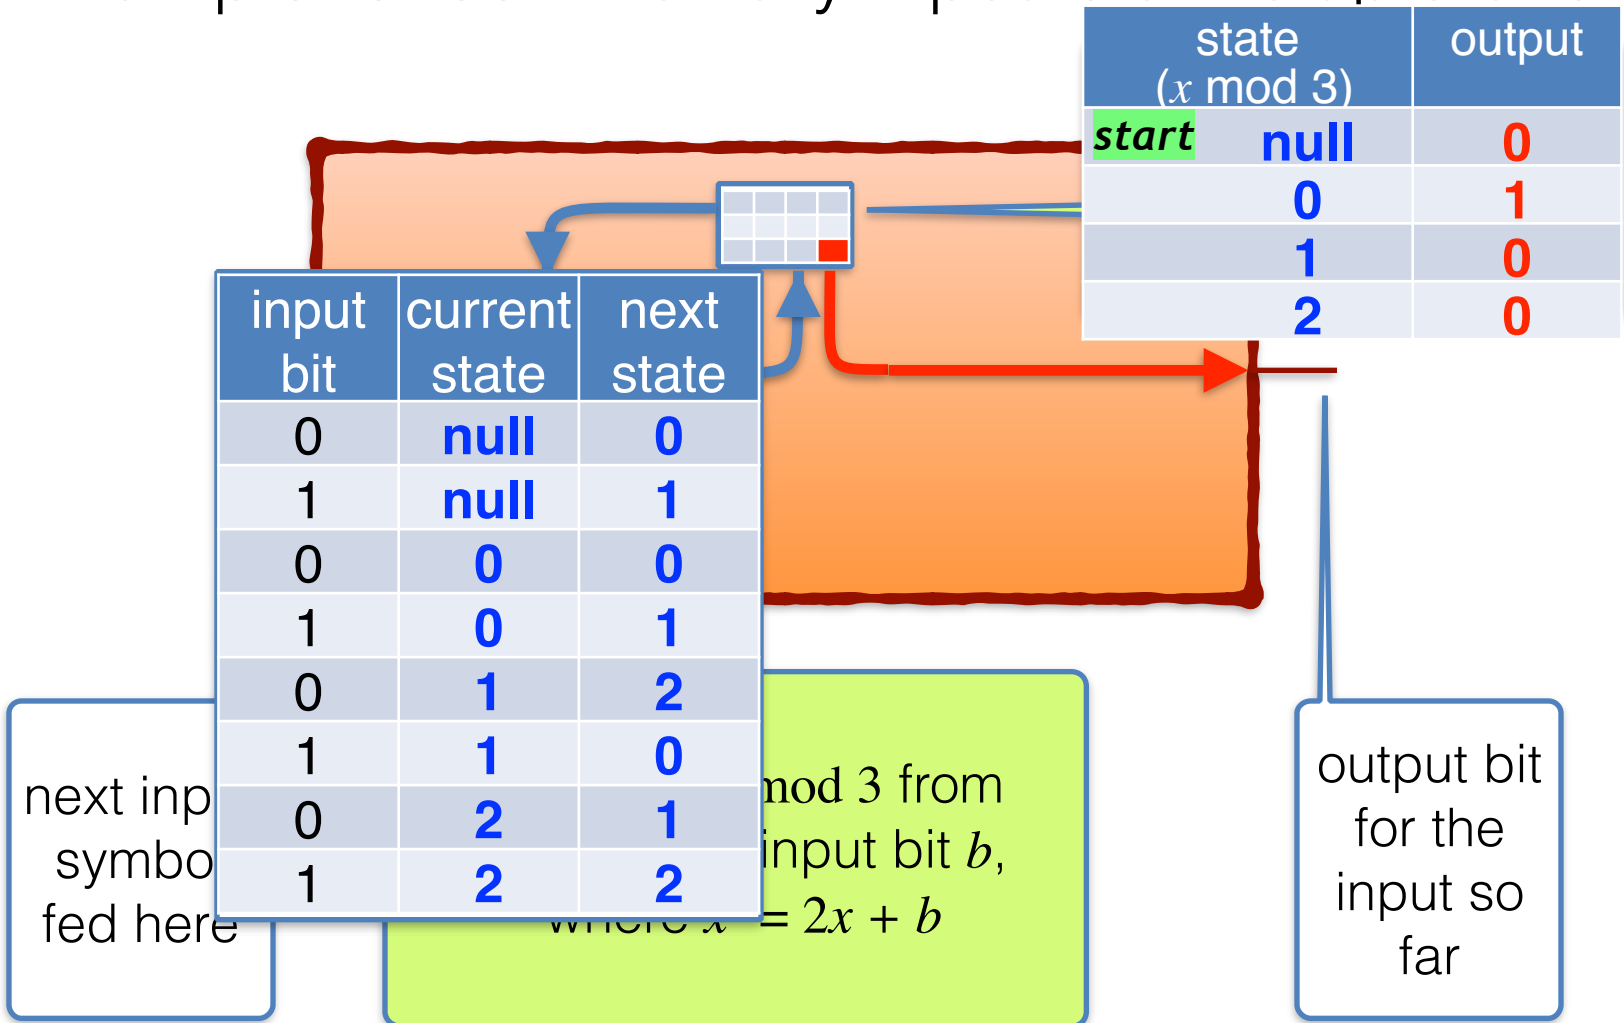 state output
(x mod 3)
start null 0
0 1
1 0
2 0
input current next
bit state state
0 null 0
1 null 1
0 0 0
1 0 1
0 1 2
1 1 0
0 2 1
1 2 2
next
symbo
fed here
mod 3 from
input bit b,
where x = 2x + b
output bit
for the
input so
far